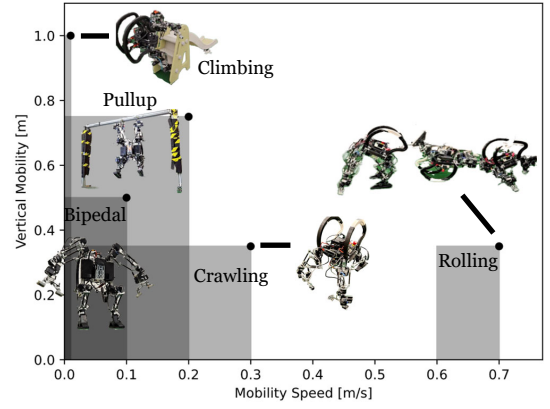 1.0
Climbing
0.8
Pullup
0.6
Vertical Mobility [m]
Bipedal
0.4
Crawling
Rolling
0.2
0.0
0.0 0.1 0.2 0.3 0.4 0.5 0.6 0.7
Mobility Speed [m/s]